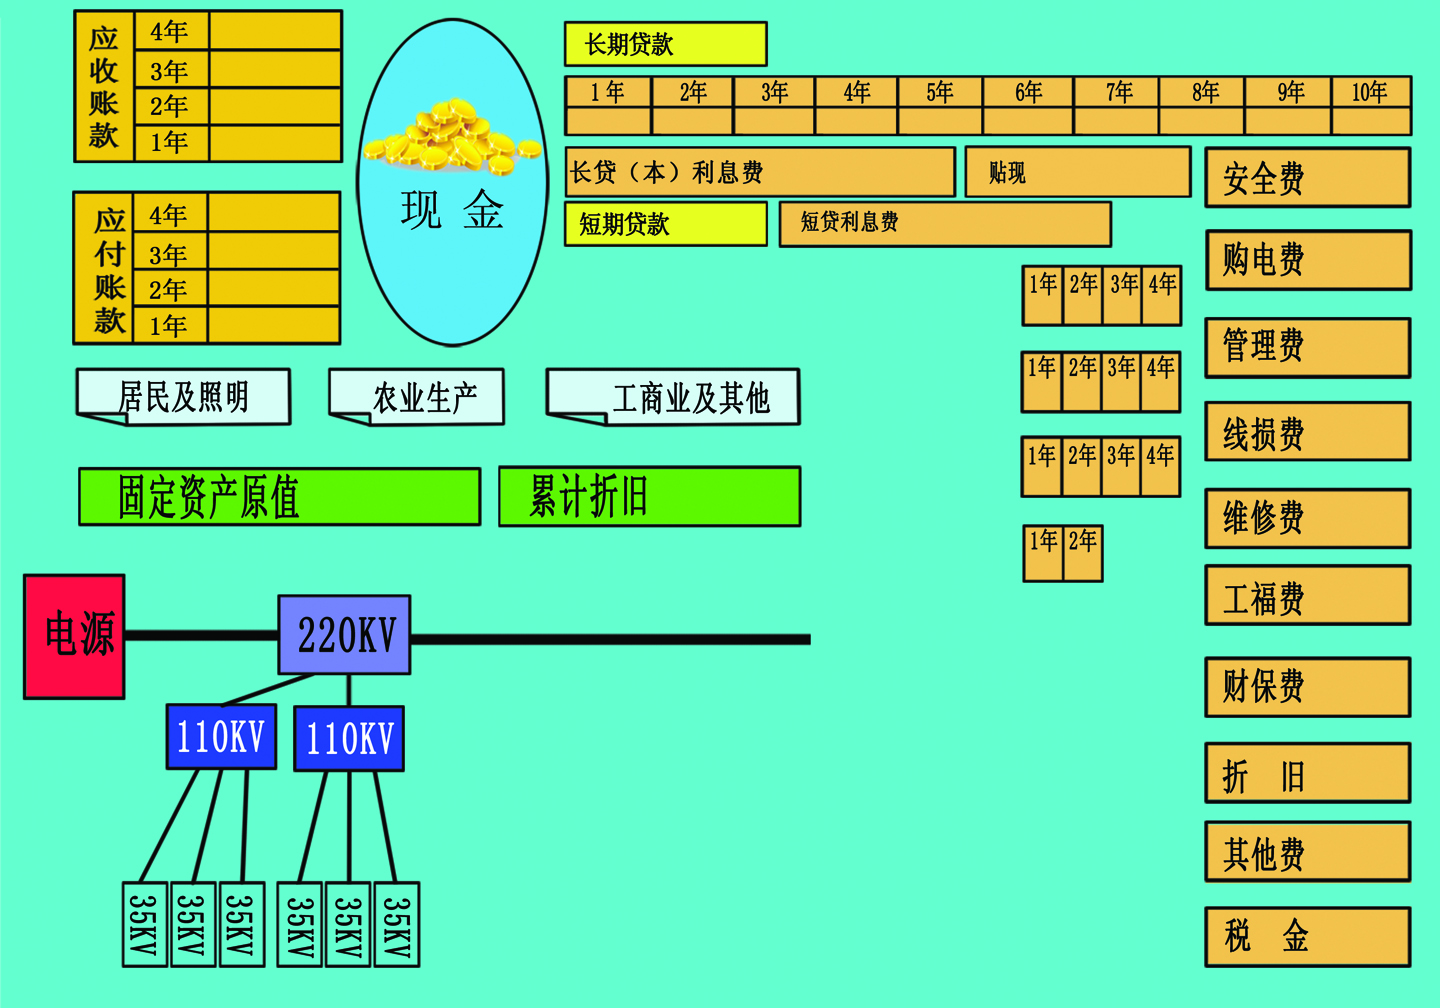 应收账款
4年
3年
2年
1年
应付账款
4年
3年
2年
1年
现 金
长期贷款
1年 2年 3年 4年 5年 6年 7年 8年 9年 10年
长贷（本）利息费
贴现
短期贷款
短贷利息费
1年 2年 3年 4年
1年 2年 3年 4年
1年 2年 3年 4年
1年 2年
安全费
购电费
管理费
线损费
维修费
工福费
财保费
折 旧
其他费
税 金
居民及照明
农业生产
工商业及其他
固定资产原值
累计折旧
电源
220KV
110KV
110KV
35KV
35KV
35KV
35KV
35KV
35KV